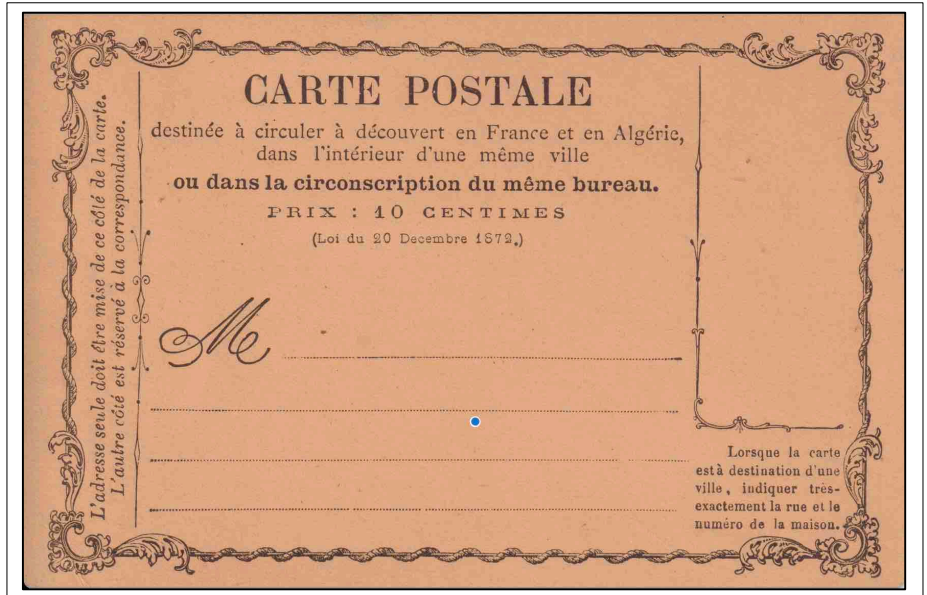 CARTE POSTALE
destinée à circuler à découvert en France et en Algérie,
dans l'intérieur d'une même ville
ou dans la circonscription du même bureau.
PRIX : 10 CENTIMES
(Loi du 20 Decembre 1872.)
M
L'adresse seule doit être mise de ce côté de la carte.
L'autre côté est réservé à la correspondance.
Lorsque la carte
est à destination d'une
ville, indiquer très-
exactement la rue et le
numéro de la maison.